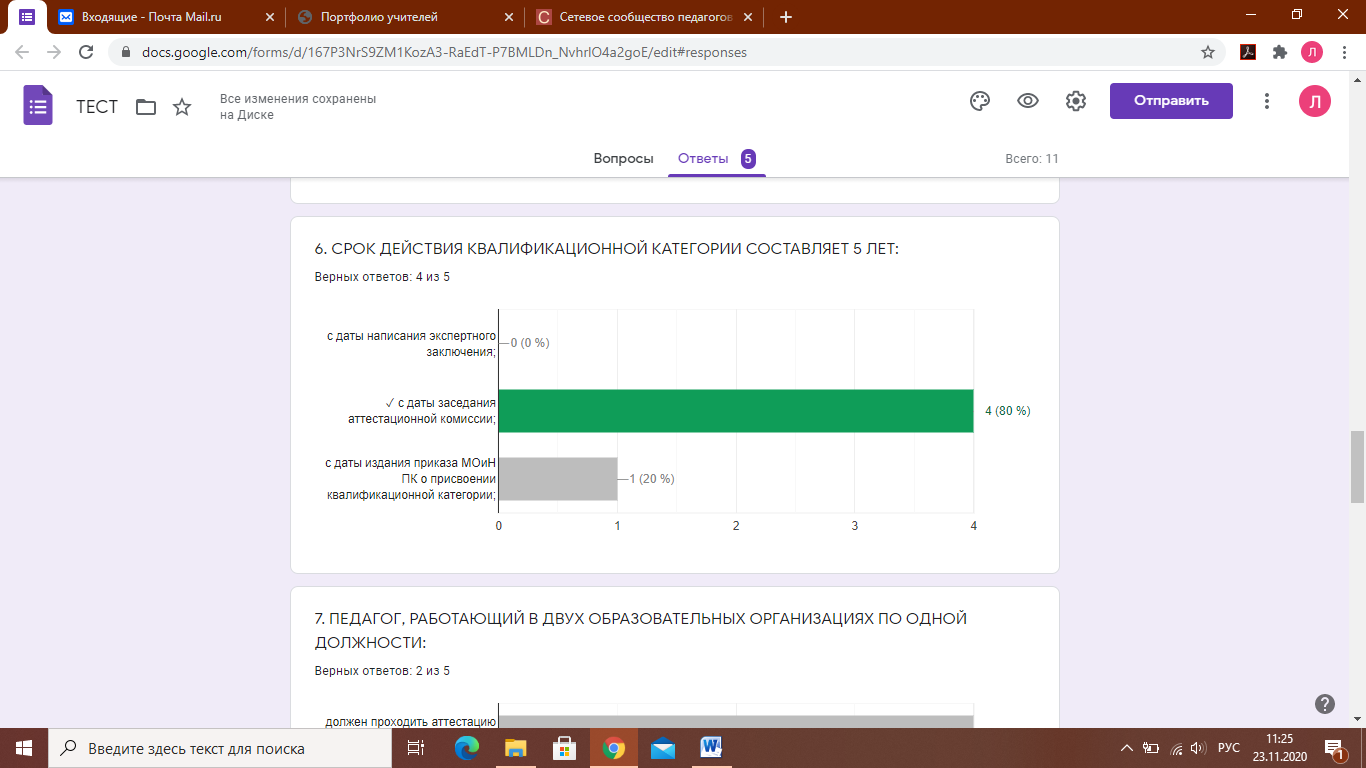 Входящие - Почта Mail.ru
Портфолио учителей
Сетевое сообщество педагогов
docs.google.com/forms/d/167P3NrS9ZM1KozA3-RaEdT-P7BMLDn_NvhrlO4a2goE/edit#responses
Л
ТЕСТ
Все изменения сохранены
на Диске
Отправить
Л
Вопросы
Ответы 5
Всего: 11
6. СРОК ДЕЙСТВИЯ КВАЛИФИКАЦИОННОЙ КАТЕГОРИИ СОСТАВЛЯЕТ 5 ЛЕТ:
Верных ответов: 4 из 5
с даты написания экспертного
заключения;
0 (0 %)
✓ с даты заседания
аттестационной комиссии;
4 (80 %)
с даты издания приказа МОиН
ПК о присвоении
квалификационной категории;
1 (20 %)
0 1 2 3 4
7. ПЕДАГОГ, РАБОТАЮЩИЙ В ДВУХ ОБРАЗОВАТЕЛЬНЫХ ОРГАНИЗАЦИЯХ ПО ОДНОЙ
ДОЛЖНОСТИ:
Верных ответов: 2 из 5
должен проходить аттестацию
Введите здесь текст для поиска
РУС
11:25
23.11.2020
1